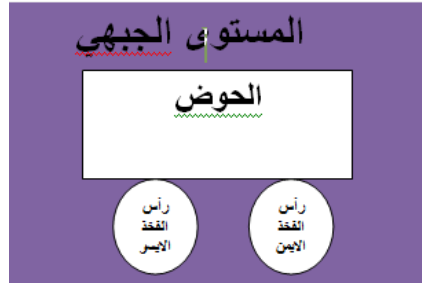 المستوى الجبهي
الحوض
رأس
الفخذ
الايمن
رأس
الفخذ
الايسر